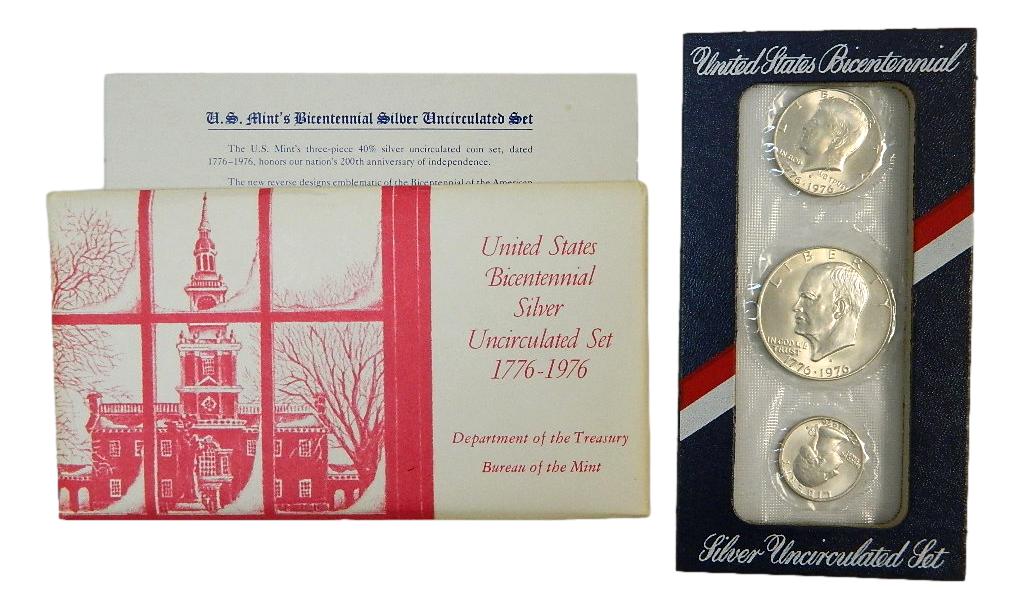 U.S. Mint's Bicentennial Silver Uncirculated Set
The U.S. Mint's three-piece 40% silver uncirculated coin set, dated
1776–1976, honors our nation's 200th anniversary of independence.
The new reverse designs emblematic of the Bicentennial of the American
United States
Bicentennial
Silver
Uncirculated Set
1776-1976
Department of the Treasury
Bureau of the Mint
United States Bicentennial
IN GOD
1776·1976
LIBERTY
IN GOD WE
TRUST
1776·1976
LIBERTY
Silver Uncirculated Set